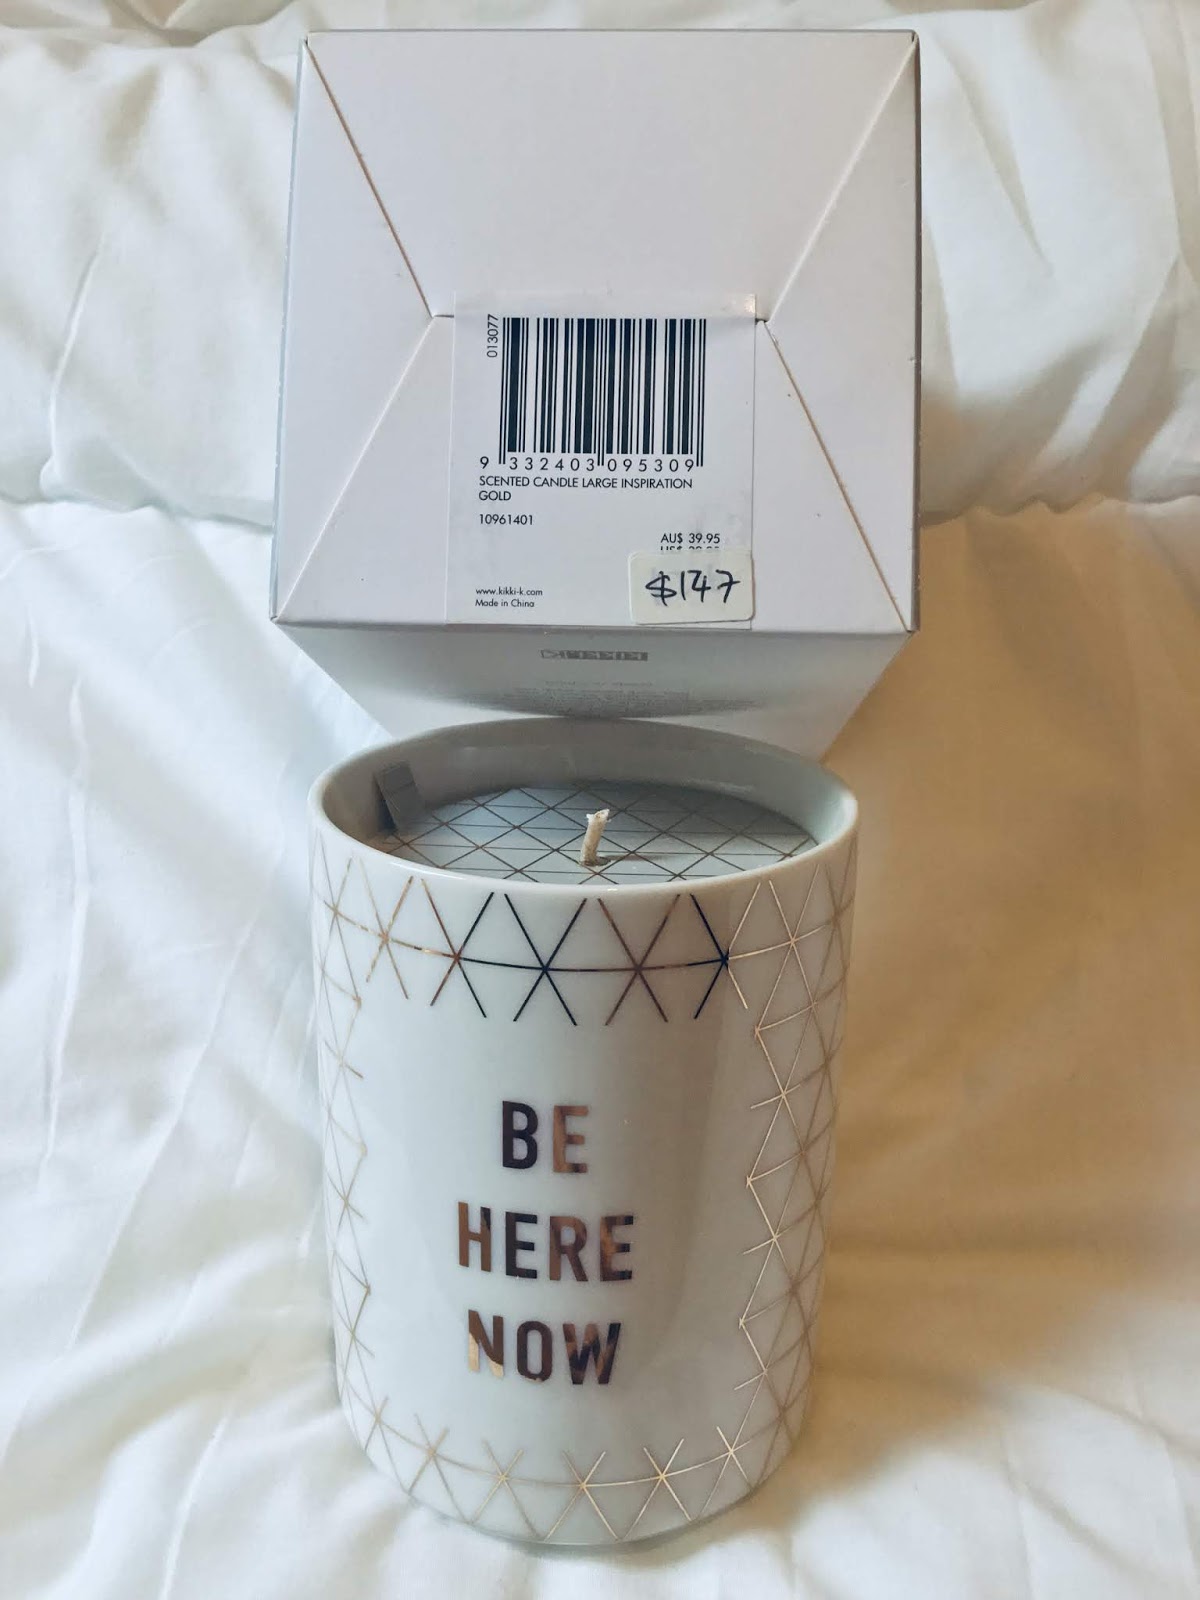 013077
9 332403 095309
SCENTED CANDLE LARGE INSPIRATION
GOLD
10961401
AU$ 39.95
$147
www.kikki-k.com
Made in China
BE
HERE
NOW